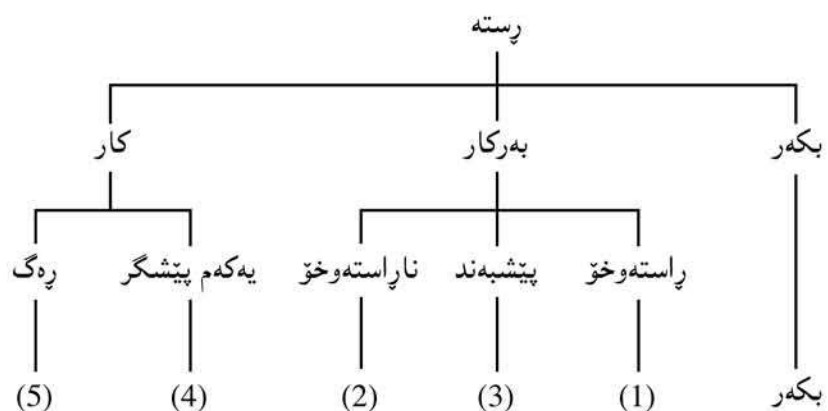 ڕستە
بکەر بەرکار کار
ڕاستەوخۆ پێشبەند ناڕاستەوخۆ یەکەم پێشگر ڕەگ
بکەر (1) (3) (2) (4) (5)